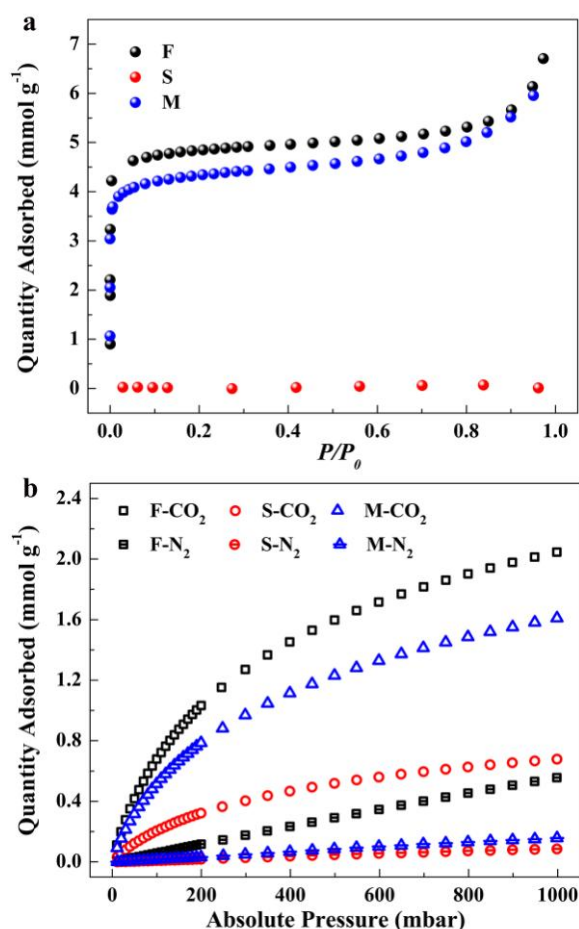 a
F
S
M
Quantity Adsorbed (mmol g⁻¹)
7
6
5
4
3
2
1
0
0.0 0.2 0.4 0.6 0.8 1.0
P/P₀
b
F-CO₂ S-CO₂ M-CO₂
F-N₂ S-N₂ M-N₂
Quantity Adsorbed (mmol g⁻¹)
2.4
2.0
1.6
1.2
0.8
0.4
0.0
0 200 400 600 800 1000
Absolute Pressure (mbar)